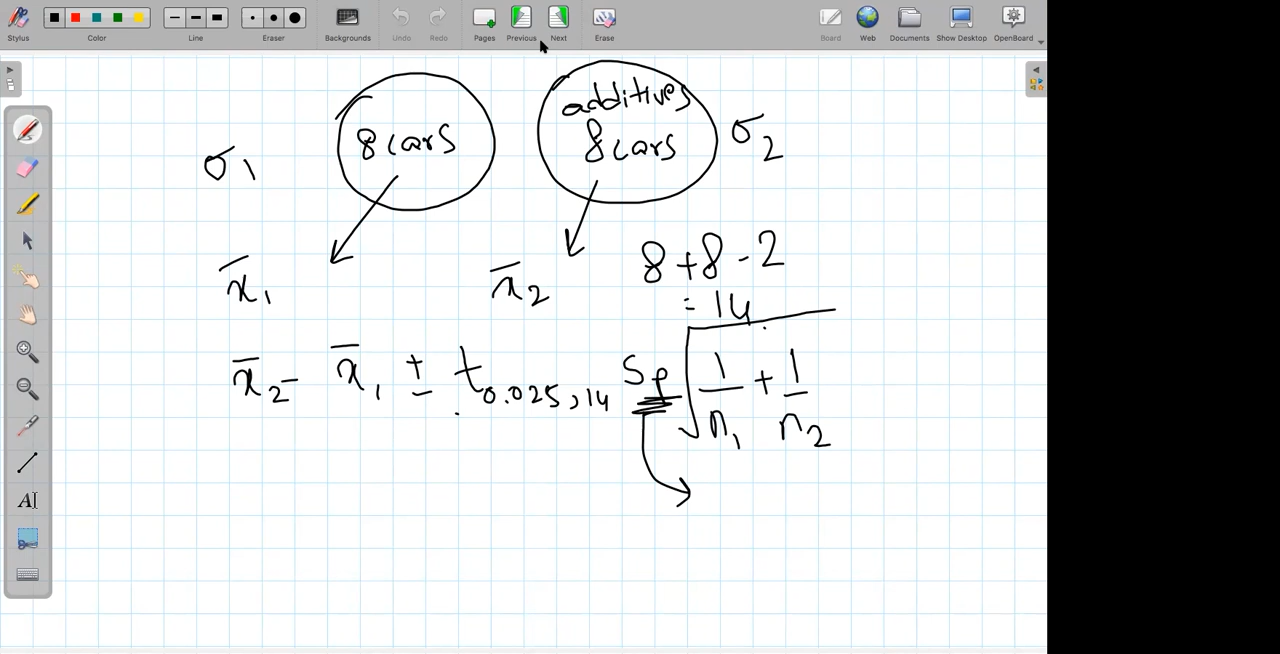 Stylus Color Line Eraser Backgrounds Undo Redo Pages Previous Next Erase Board Web Documents Show Desktop OpenBoard
additives
8 cars 8 cars
σ1 σ2
x̄1 x̄2 8 + 8 - 2
= 14
x̄2 - x̄1 ± t0.025, 14 Sp √(1/n1 + 1/n2)